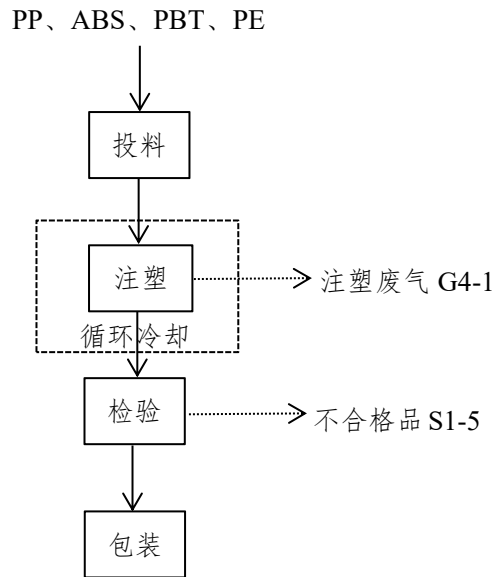 PP、ABS、PBT、PE
投料
注塑
注塑废气 G4-1
循环冷却
检验
不合格品 S1-5
包装